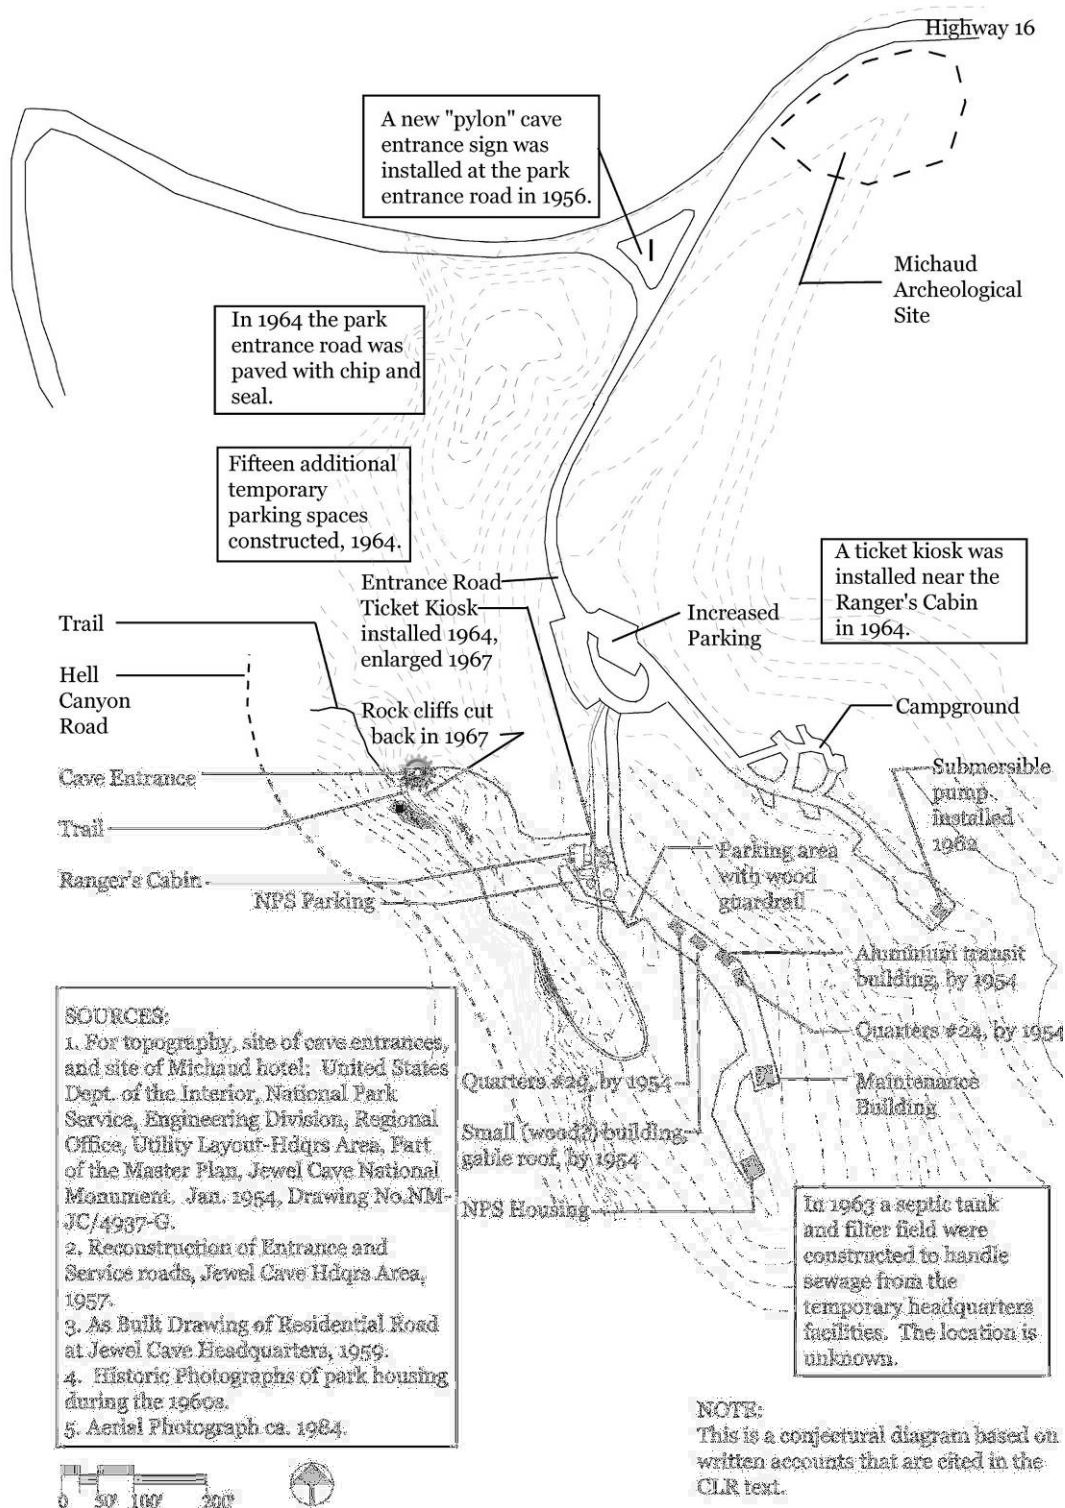 Highway 16
A new "pylon" cave
entrance sign was
installed at the park
entrance road in 1956.
Michaud
Archeological
Site
In 1964 the park
entrance road was
paved with chip and
seal.
Fifteen additional
temporary
parking spaces
constructed, 1964.
A ticket kiosk was
installed near the
Ranger's Cabin
in 1964.
Entrance Road
Ticket Kiosk
installed 1964,
enlarged 1967
Increased
Parking
Trail
Hell
Canyon
Road
Rock cliffs cut
back in 1967
Campground
Cave Entrance
Submersible
pump
installed
1962
Trail
Parking area
with wood
guardrail
Ranger's Cabin
NPS Parking
Aluminum transit
building, by 1954
Quarters #24, by 1954
Quarters #29, by 1954
Maintenance
Building
Small (wood?) building,
gable roof, by 1954
NPS Housing
SOURCES:
1. For topography, site of cave entrances,
and site of Michaud hotel: United States
Dept. of the Interior, National Park
Service, Engineering Division, Regional
Office, Utility Layout-Hdqrs Area, Part
of the Master Plan, Jewel Cave National
Monument. Jan. 1954, Drawing No.NM-
JC/4937-G.
2. Reconstruction of Entrance and
Service roads, Jewel Cave Hdqrs Area,
1957.
3. As Built Drawing of Residential Road
at Jewel Cave Headquarters, 1959.
4. Historic Photographs of park housing
during the 1960s.
5. Aerial Photograph ca. 1984.
In 1963 a septic tank
and filter field were
constructed to handle
sewage from the
temporary headquarters
facilities. The location is
unknown.
NOTE:
This is a conjectural diagram based on
written accounts that are cited in the
CLR text.
0 50' 100' 200'